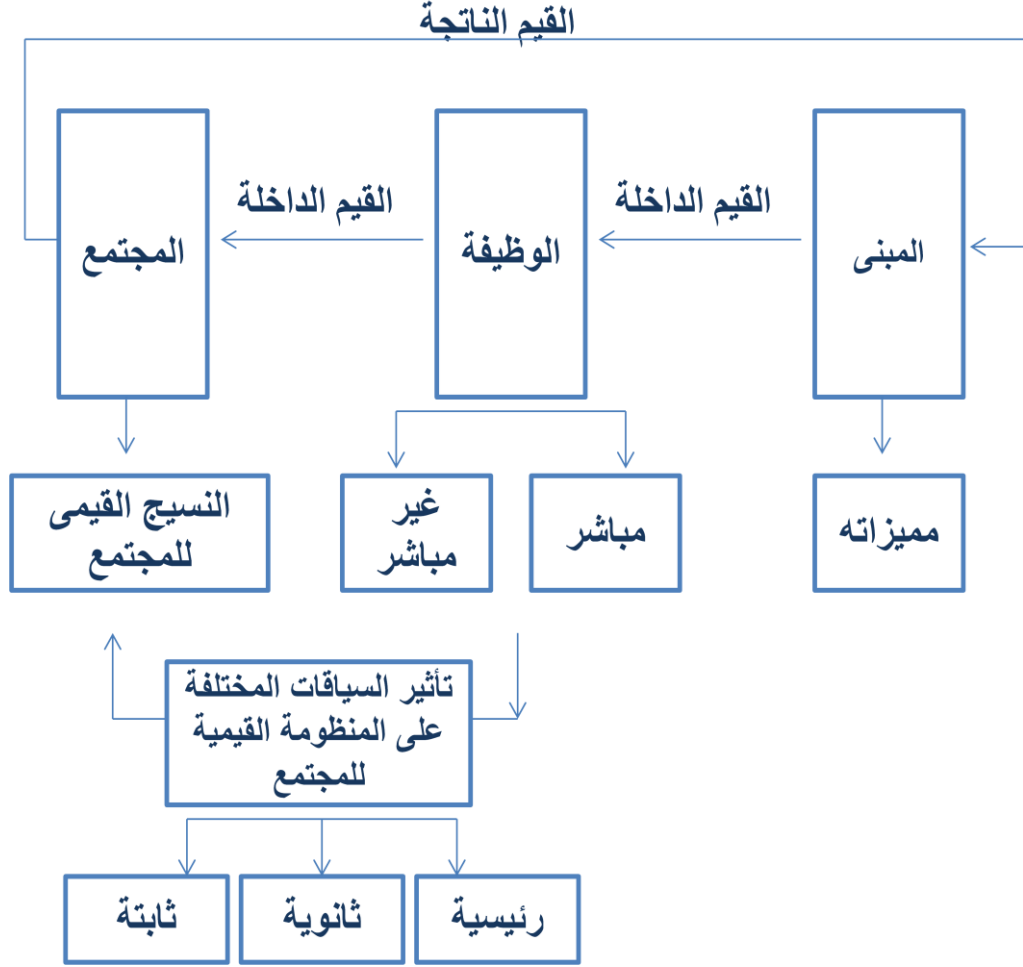 القيم الناتجة
القيم الداخلة
القيم الداخلة
المبنى
الوظيفة
المجتمع
مميزاته
مباشر
غير
مباشر
النسيج القيمى
للمجتمع
تأثير السياقات المختلفة
على المنظومة القيمية
للمجتمع
رئيسية
ثانوية
ثابتة